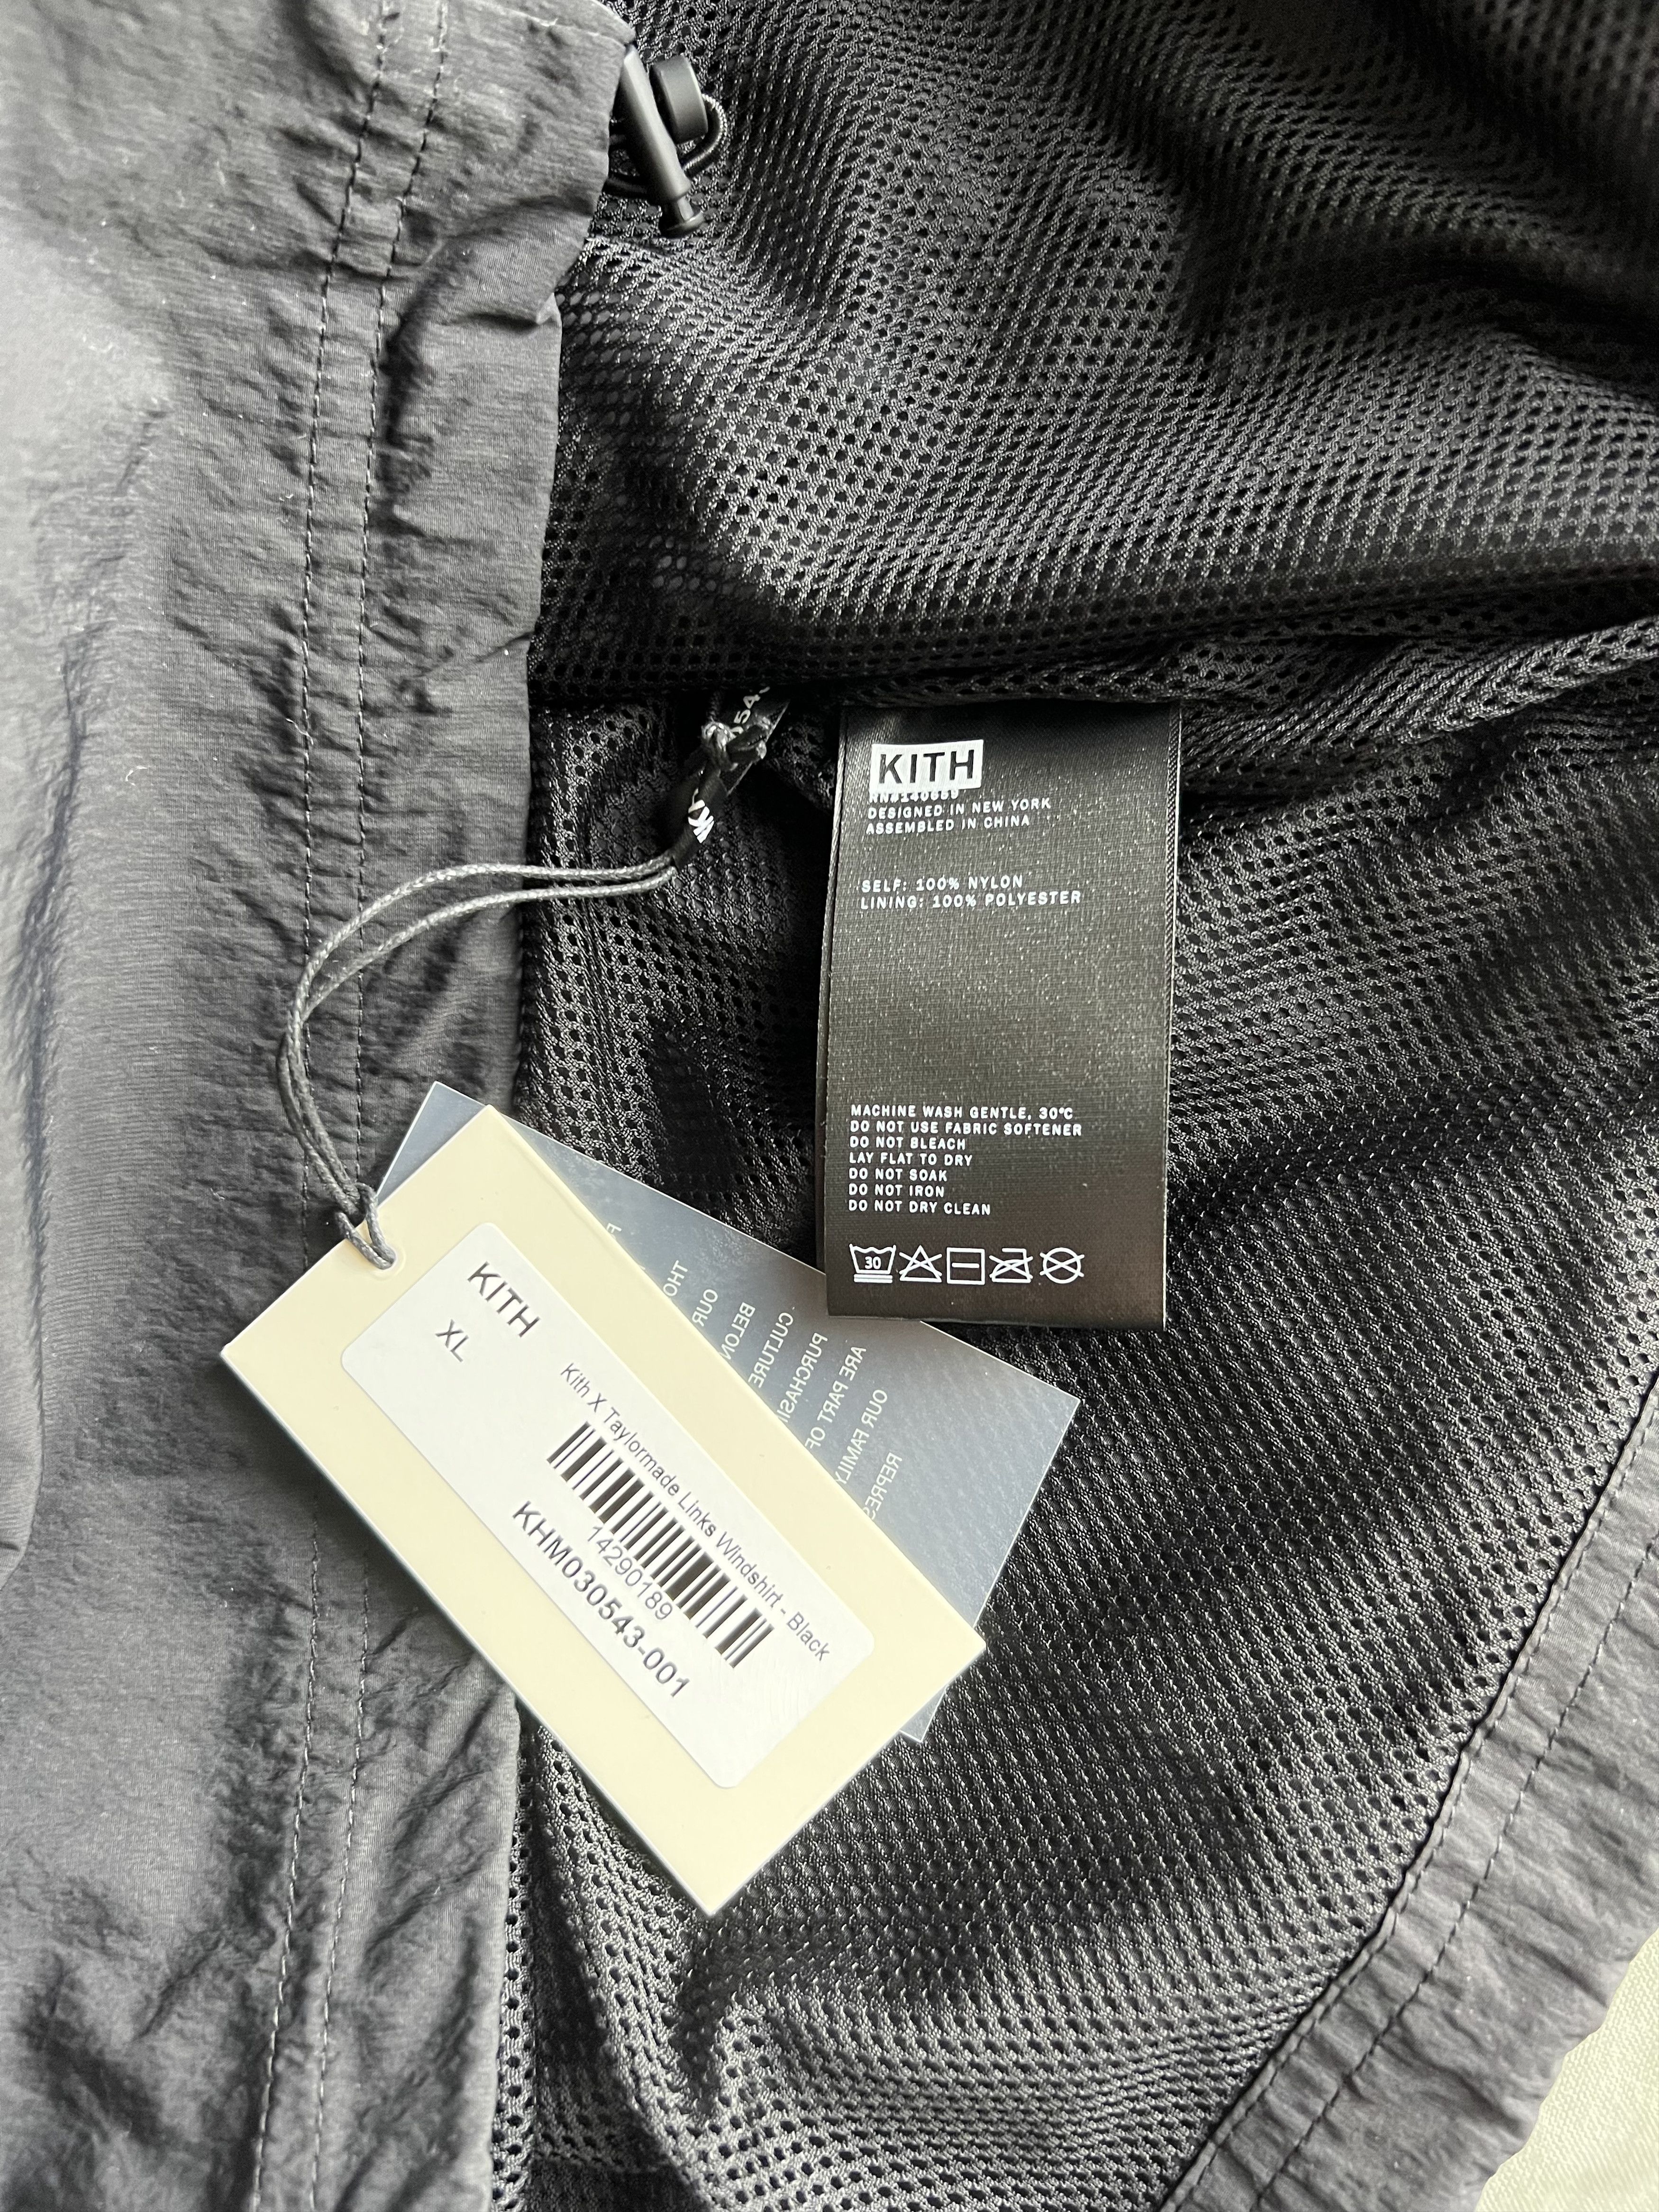 KITH
RN#140659
DESIGNED IN NEW YORK
ASSEMBLED IN CHINA
SELF: 100% NYLON
LINING: 100% POLYESTER
MACHINE WASH GENTLE, 30°C
DO NOT USE FABRIC SOFTENER
DO NOT BLEACH
LAY FLAT TO DRY
DO NOT SOAK
DO NOT IRON
DO NOT DRY CLEAN
30
KITH
XL
Kith X Taylormade Links Windshirt - Black
14290189
KHM030543-001
OUR
CULTURE
ARE PART OF
OUR FAMILY